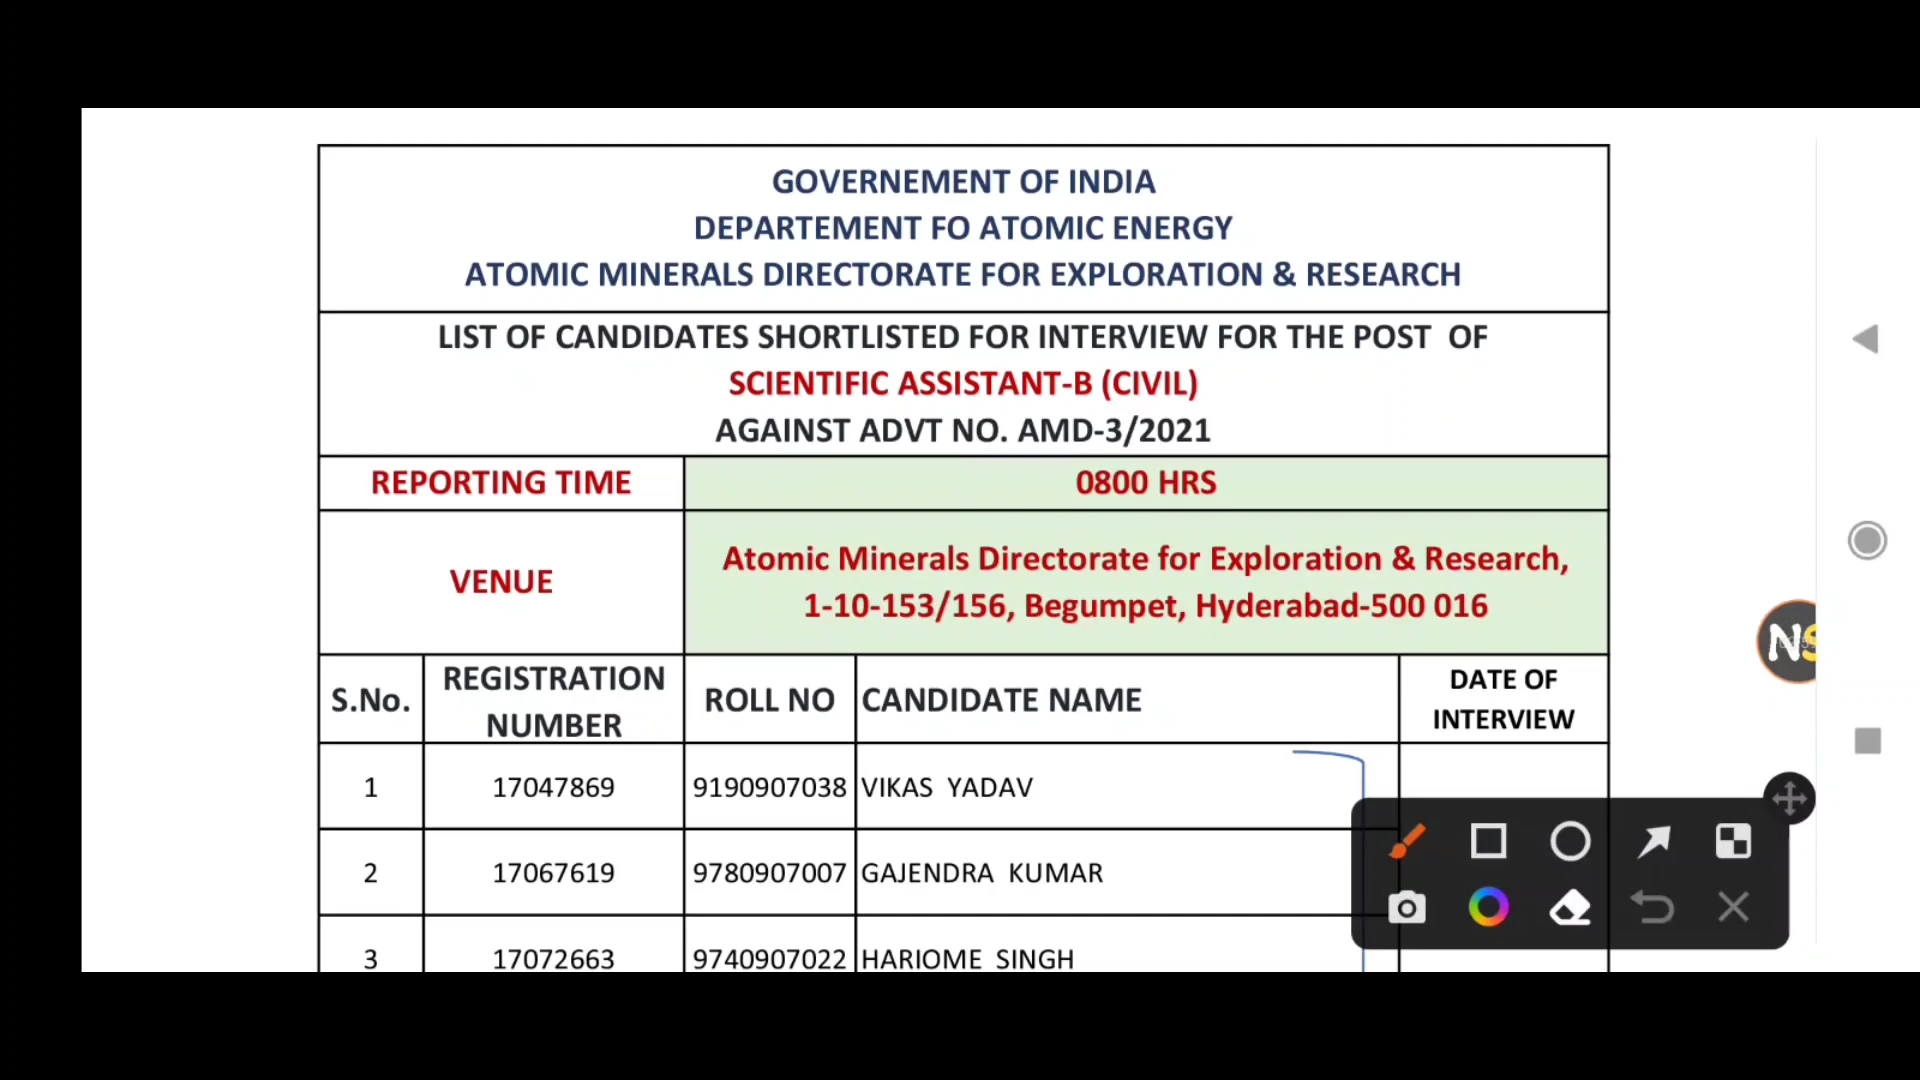 GOVERNEMENT OF INDIA
DEPARTEMENT FO ATOMIC ENERGY
ATOMIC MINERALS DIRECTORATE FOR EXPLORATION & RESEARCH
LIST OF CANDIDATES SHORTLISTED FOR INTERVIEW FOR THE POST OF
SCIENTIFIC ASSISTANT-B (CIVIL)
AGAINST ADVT NO. AMD-3/2021
REPORTING TIME 0800 HRS
VENUE
Atomic Minerals Directorate for Exploration & Research,
1-10-153/156, Begumpet, Hyderabad-500 016
S.No. REGISTRATION NUMBER ROLL NO CANDIDATE NAME DATE OF INTERVIEW
1 17047869 9190907038 VIKAS YADAV
2 17067619 9780907007 GAJENDRA KUMAR
3 17072663 9740907022 HARIOME SINGH
NS